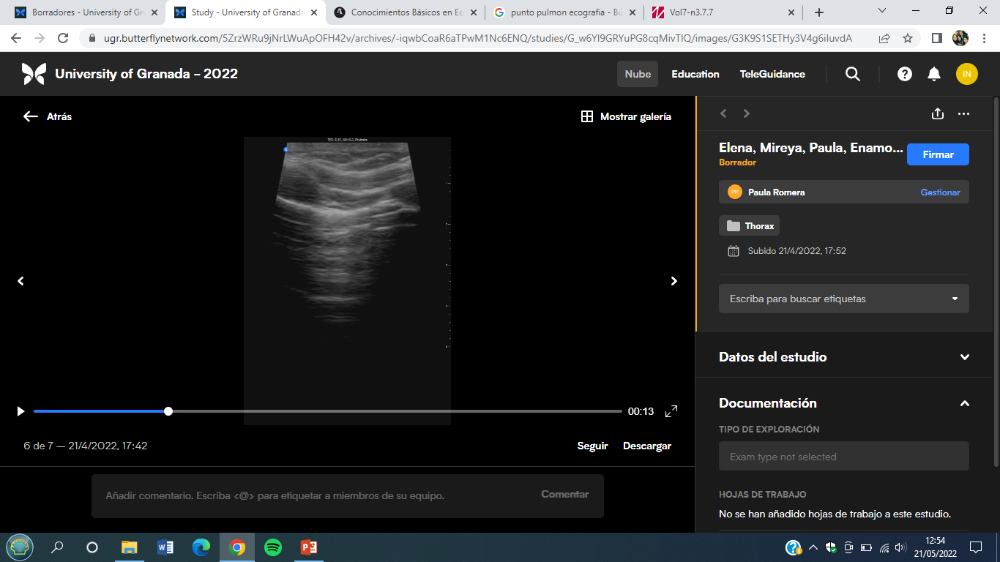 Borradores - University of Gra
Study - University of Granada
Conocimientos Básicos en Ec
punto pulmon ecografia - Bú
Vol7-n3.7.7
ugr.butterflynetwork.com/5ZrzWRu9jNrLWuApOFH42v/archives/-iqwbCoaR6aTPwM1Nc6ENQ/studies/G_w6YI9GRYuPG8cqMivTIQ/images/G3K9S1SETHy3V4g6iluvdA
University of Granada - 2022
Nube
Education
TeleGuidance
IN
Atrás
Mostrar galería
Elena, Mireya, Paula, Enamo...
Firmar
Borrador
PR
Paula Romera
Gestionar
Thorax
Subido 21/4/2022, 17:52
Escriba para buscar etiquetas
Datos del estudio
Documentación
TIPO DE EXPLORACIÓN
Exam type not selected
HOJAS DE TRABAJO
No se han añadido hojas de trabajo a este estudio.
00:13
6 de 7 — 21/4/2022, 17:42
Seguir
Descargar
Añadir comentario. Escriba <@> para etiquetar a miembros de su equipo.
Comentar
12:54
21/05/2022